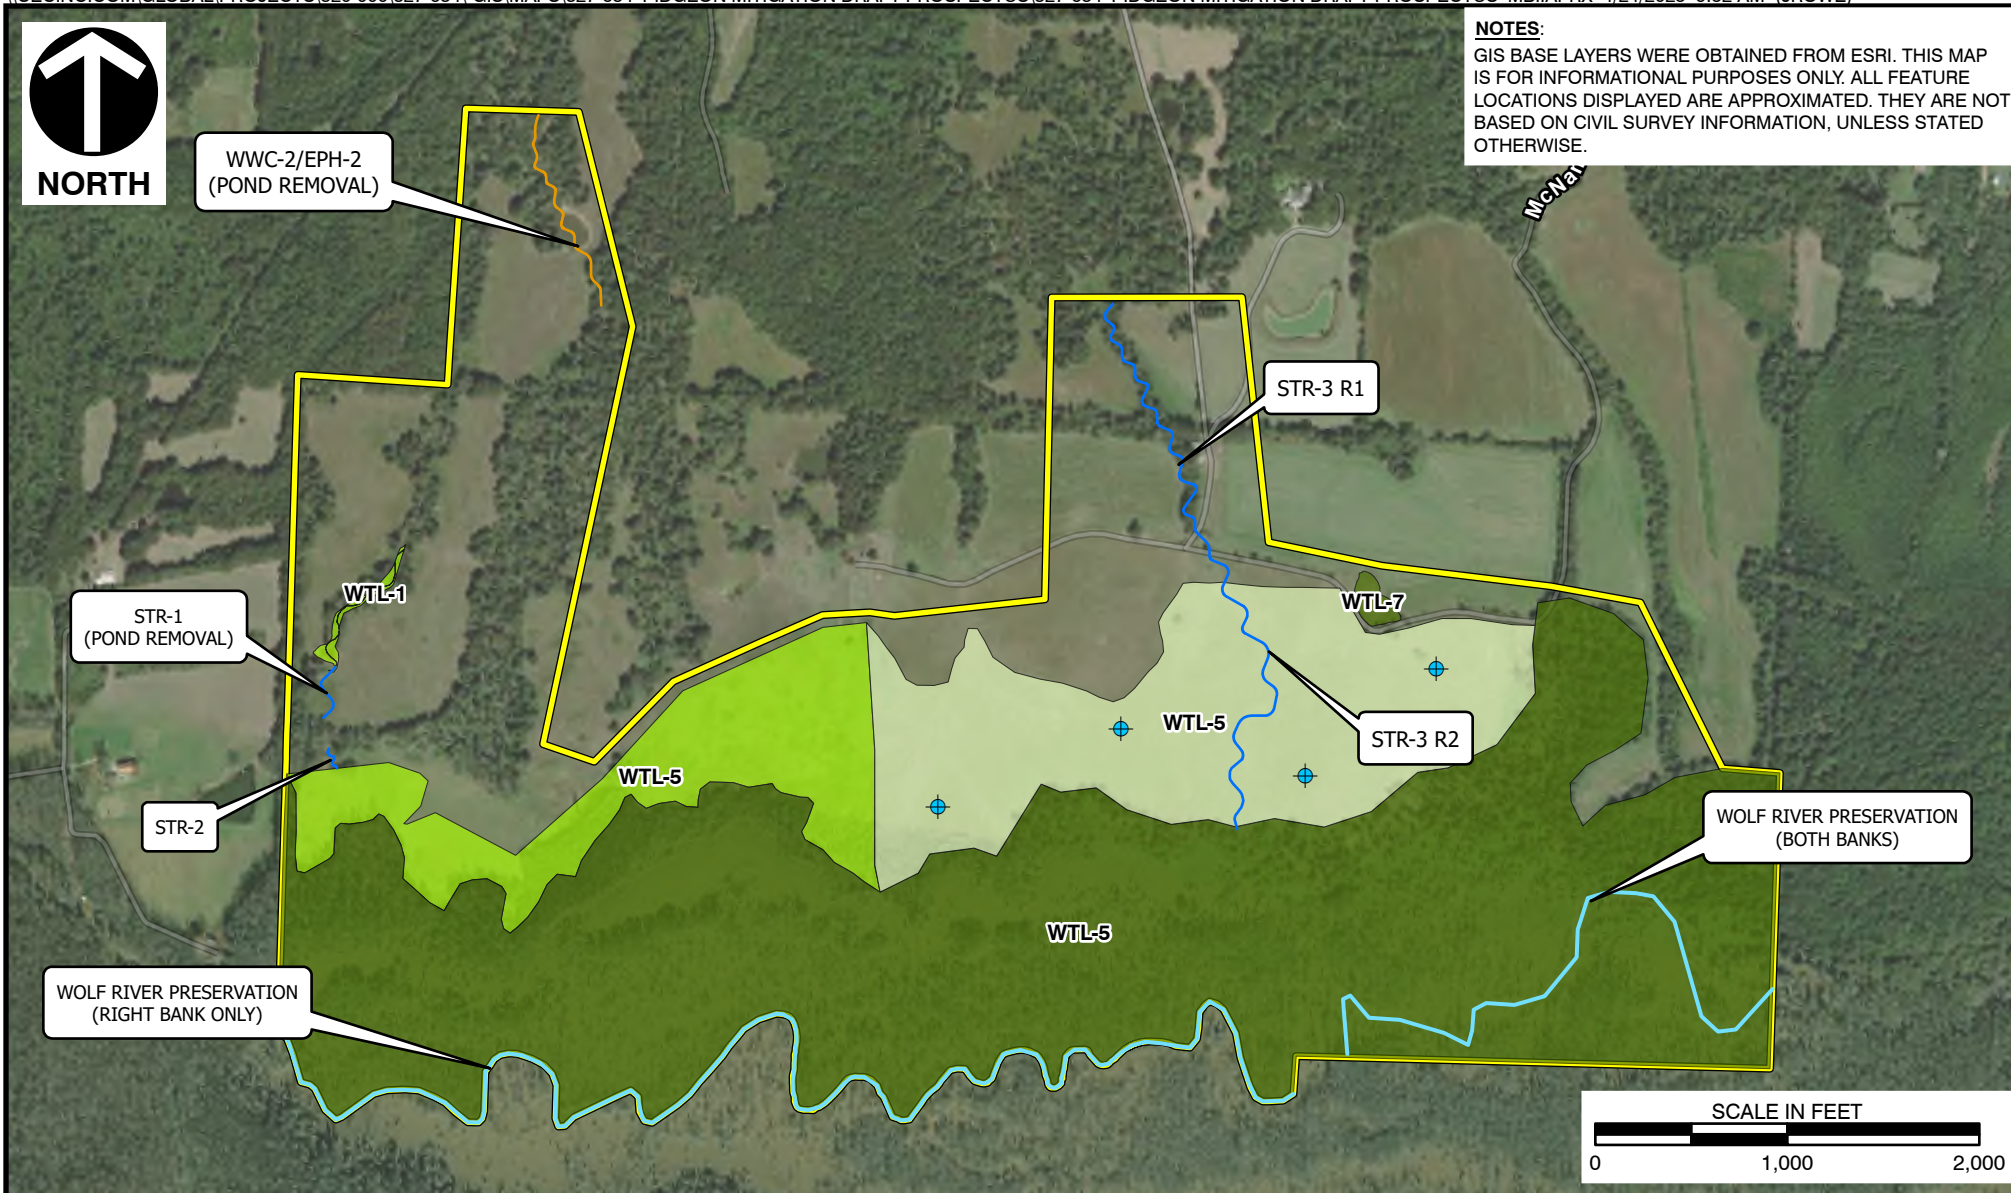 NORTH
NOTES:
GIS BASE LAYERS WERE OBTAINED FROM ESRI. THIS MAP
IS FOR INFORMATIONAL PURPOSES ONLY. ALL FEATURE
LOCATIONS DISPLAYED ARE APPROXIMATED. THEY ARE NOT
BASED ON CIVIL SURVEY INFORMATION, UNLESS STATED
OTHERWISE.
WWC-2/EPH-2
(POND REMOVAL)
STR-3 R1
WTL-1
WTL-7
STR-1
(POND REMOVAL)
WTL-5
STR-3 R2
WTL-5
STR-2
WOLF RIVER PRESERVATION
(BOTH BANKS)
WTL-5
WOLF RIVER PRESERVATION
(RIGHT BANK ONLY)
SCALE IN FEET
0 1,000 2,000